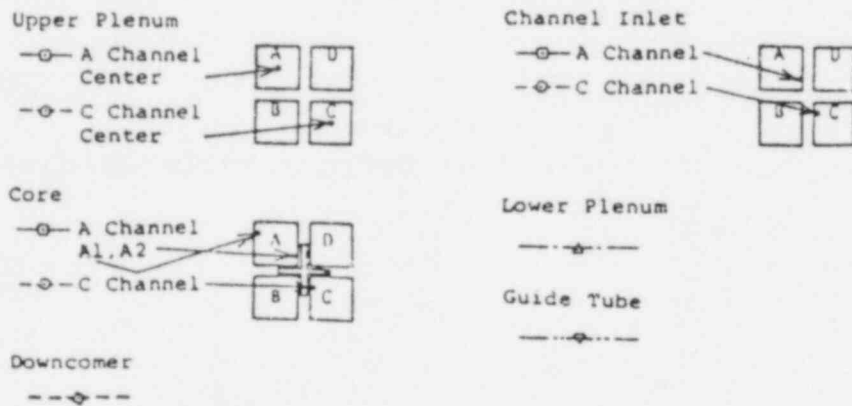 Upper Plenum
A Channel
Center
C Channel
Center
A D
B C
Channel Inlet
A Channel
C Channel
A D
B C
Core
A Channel
A1,A2
C Channel
A D
B C
Lower Plenum
Guide Tube
Downcomer